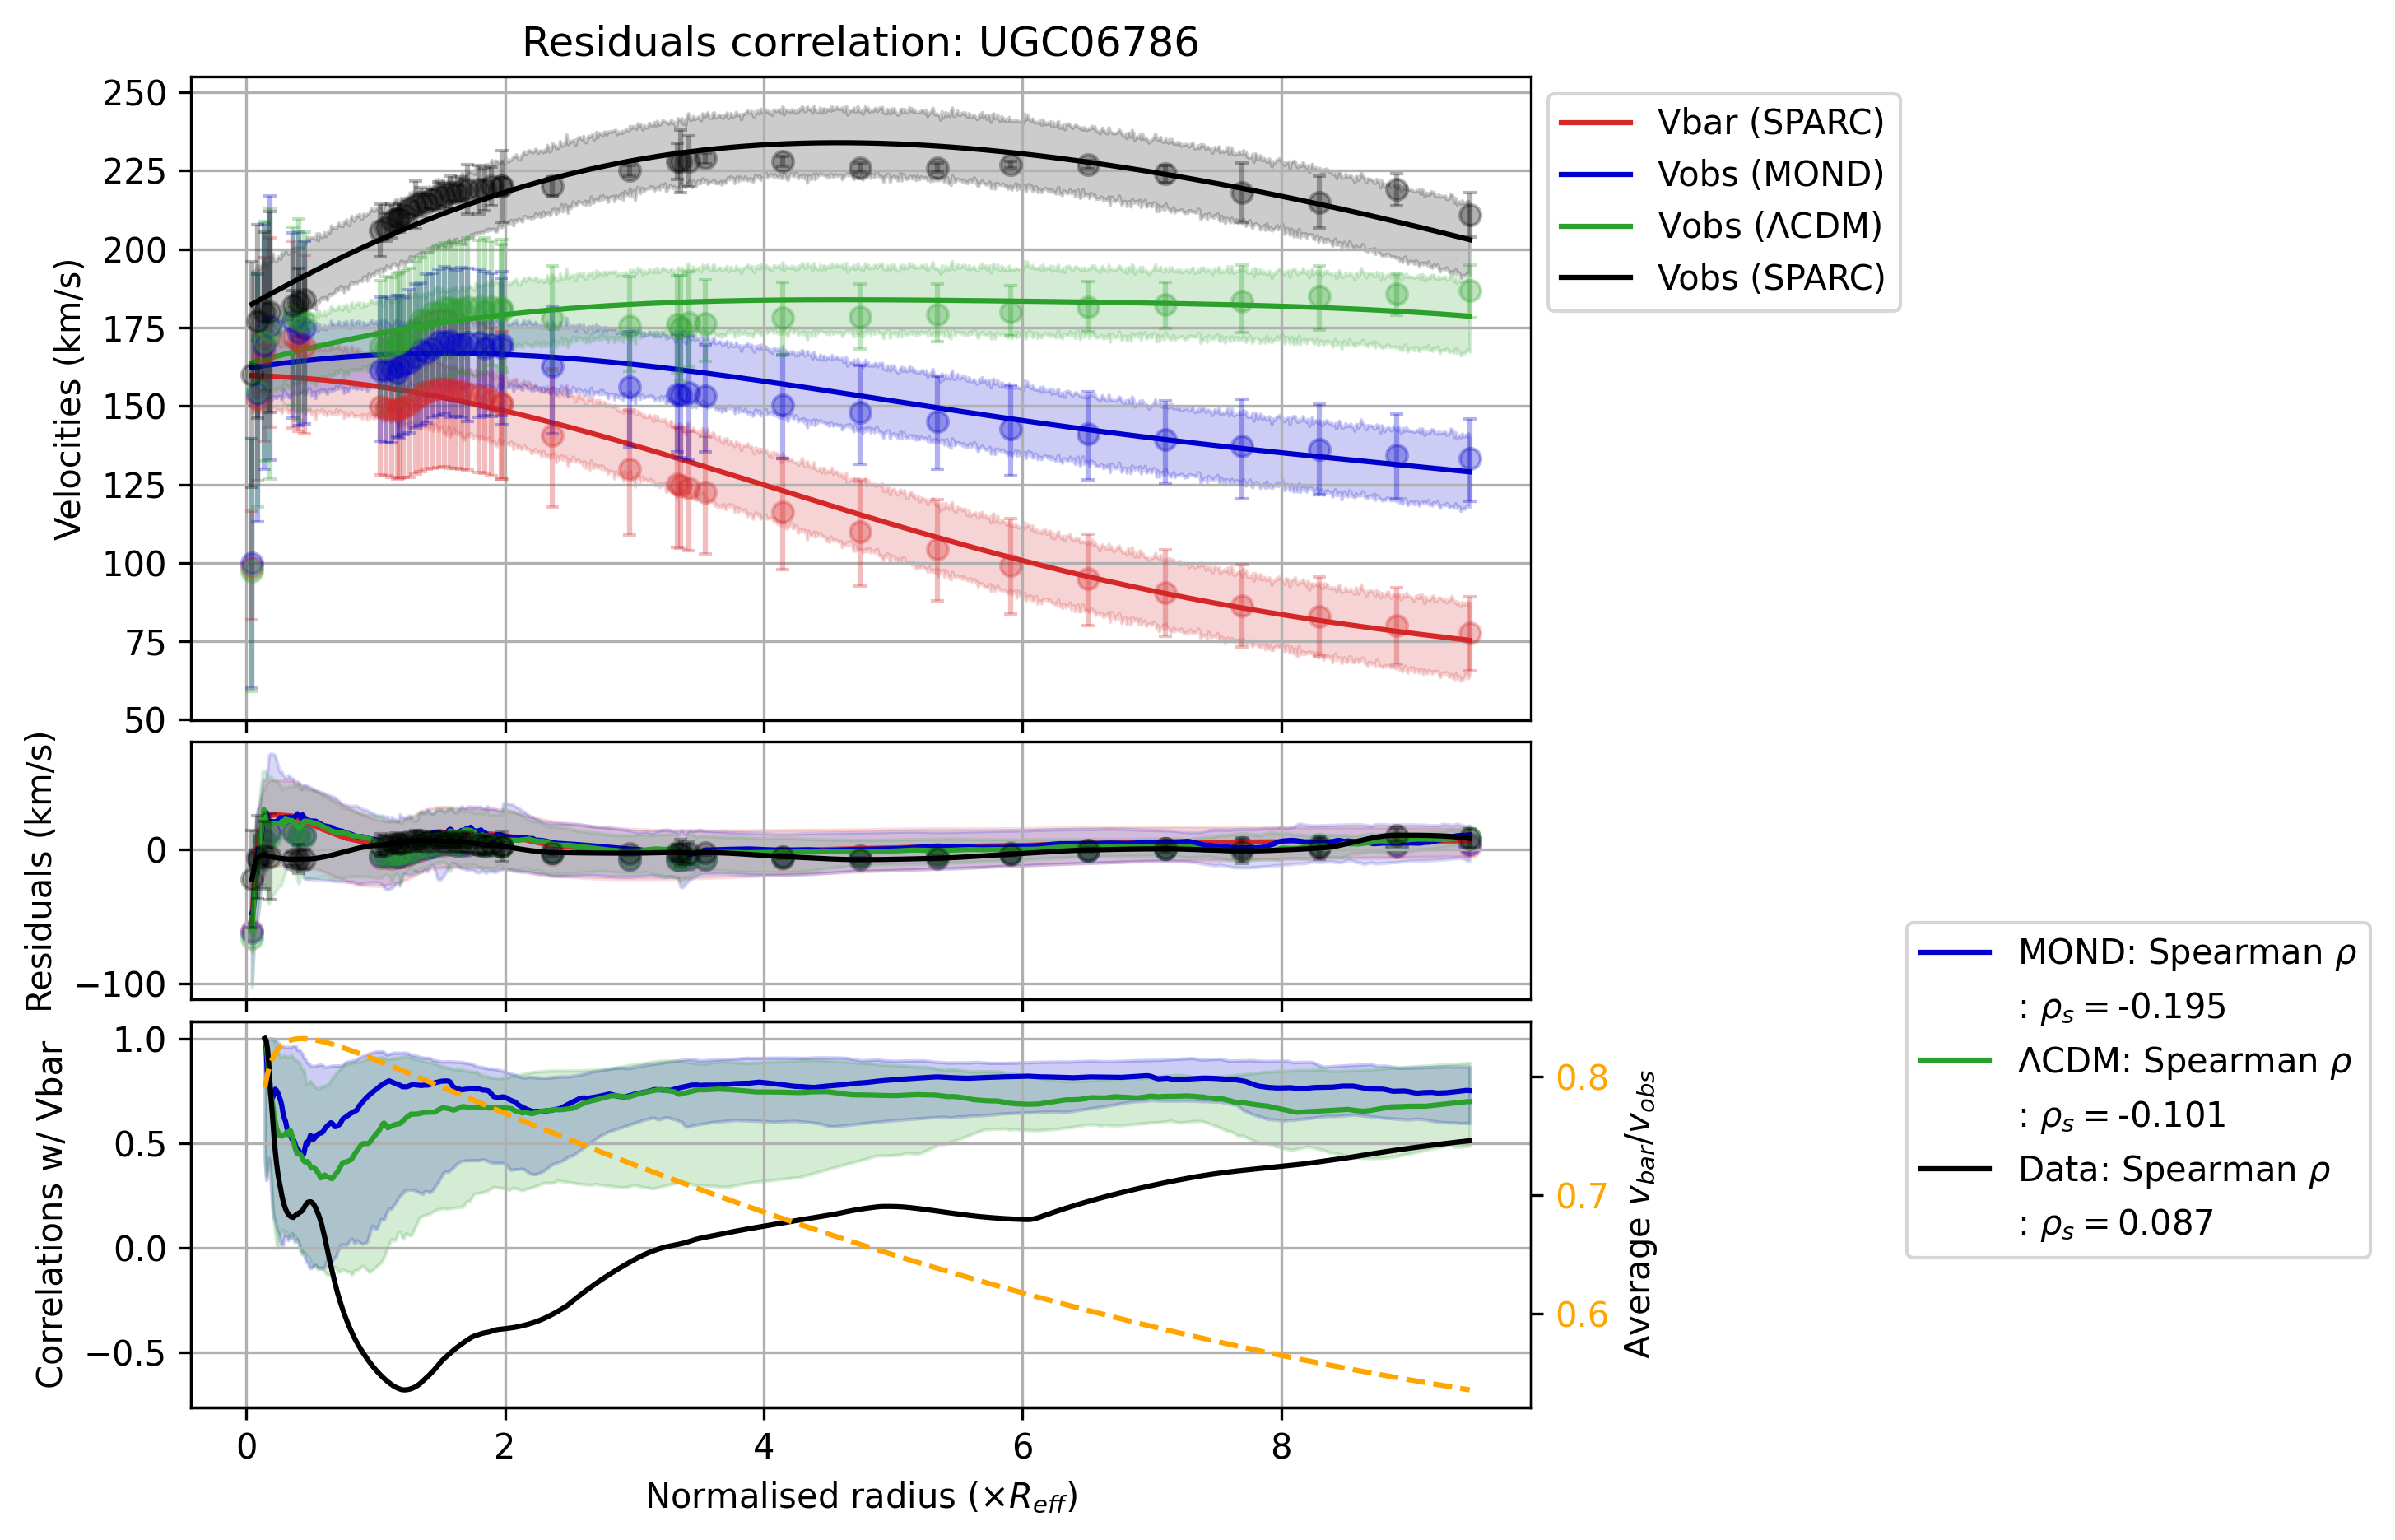 Residuals correlation: UGC06786
Velocities (km/s)
250
225
200
175
150
125
100
75
50
Vbar (SPARC)
Vobs (MOND)
Vobs (ΛCDM)
Vobs (SPARC)
Residuals (km/s)
0
−100
Correlations w/ Vbar
1.0
0.5
0.0
−0.5
0.8
0.7
0.6
Average v_bar/v_obs
MOND: Spearman ρ
: ρ_s = -0.195
ΛCDM: Spearman ρ
: ρ_s = -0.101
Data: Spearman ρ
: ρ_s = 0.087
0 2 4 6 8
Normalised radius (×R_eff)